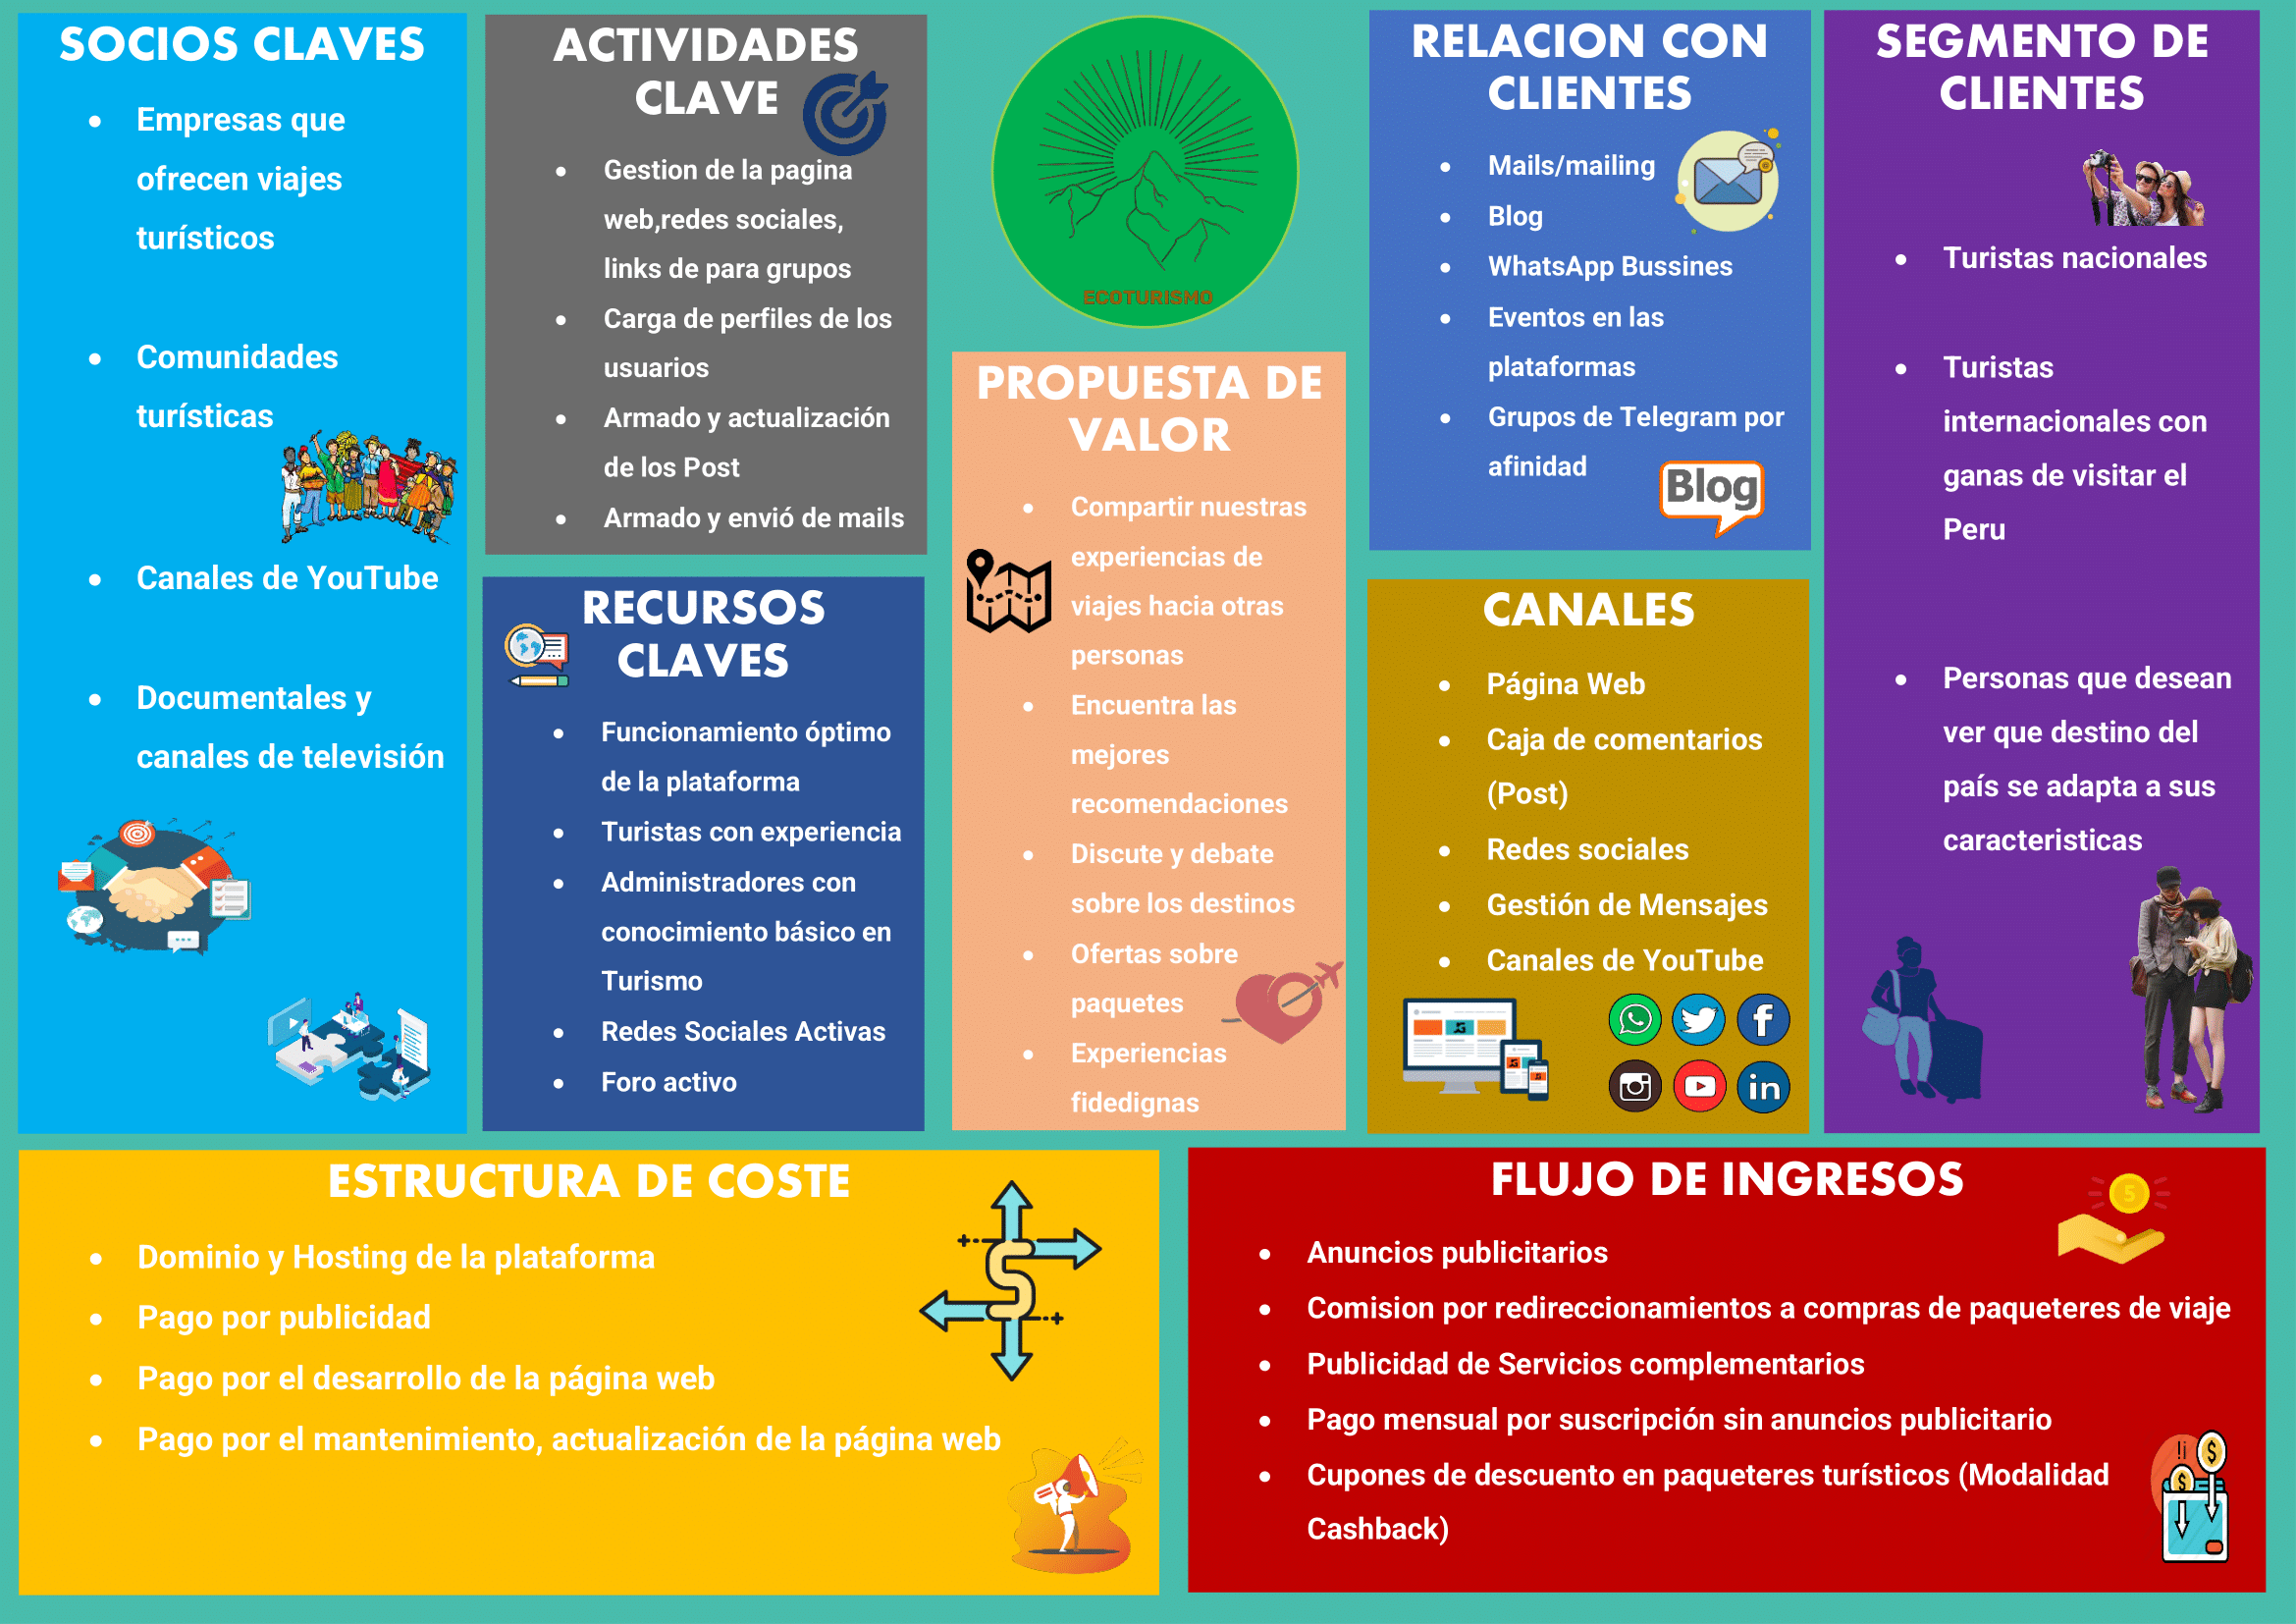 SOCIOS CLAVES
Empresas que
ofrecen viajes
turísticos
Comunidades
turísticas
Canales de YouTube
Documentales y
canales de televisión
ACTIVIDADES
CLAVE
Gestion de la pagina
web,redes sociales,
links de para grupos
Carga de perfiles de los
usuarios
Armado y actualización
de los Post
Armado y envió de mails
RECURSOS
CLAVES
Funcionamiento óptimo
de la plataforma
Turistas con experiencia
Administradores con
conocimiento básico en
Turismo
Redes Sociales Activas
Foro activo
ECOTURISMO
PROPUESTA DE
VALOR
Compartir nuestras
experiencias de
viajes hacia otras
personas
Encuentra las
mejores
recomendaciones
Discute y debate
sobre los destinos
Ofertas sobre
paquetes
Experiencias
fidedignas
RELACION CON
CLIENTES
Mails/mailing
Blog
WhatsApp Bussines
Eventos en las
plataformas
Grupos de Telegram por
afinidad
Blog
CANALES
Página Web
Caja de comentarios
(Post)
Redes sociales
Gestión de Mensajes
Canales de YouTube
f
in
SEGMENTO DE
CLIENTES
Turistas nacionales
Turistas
internacionales con
ganas de visitar el
Peru
Personas que desean
ver que destino del
país se adapta a sus
caracteristicas
ESTRUCTURA DE COSTE
Dominio y Hosting de la plataforma
Pago por publicidad
Pago por el desarrollo de la página web
Pago por el mantenimiento, actualización de la página web
FLUJO DE INGRESOS
5
Anuncios publicitarios
Comision por redireccionamientos a compras de paqueteres de viaje
Publicidad de Servicios complementarios
Pago mensual por suscripción sin anuncios publicitario
Cupones de descuento en paqueteres turísticos (Modalidad
Cashback)
$
$